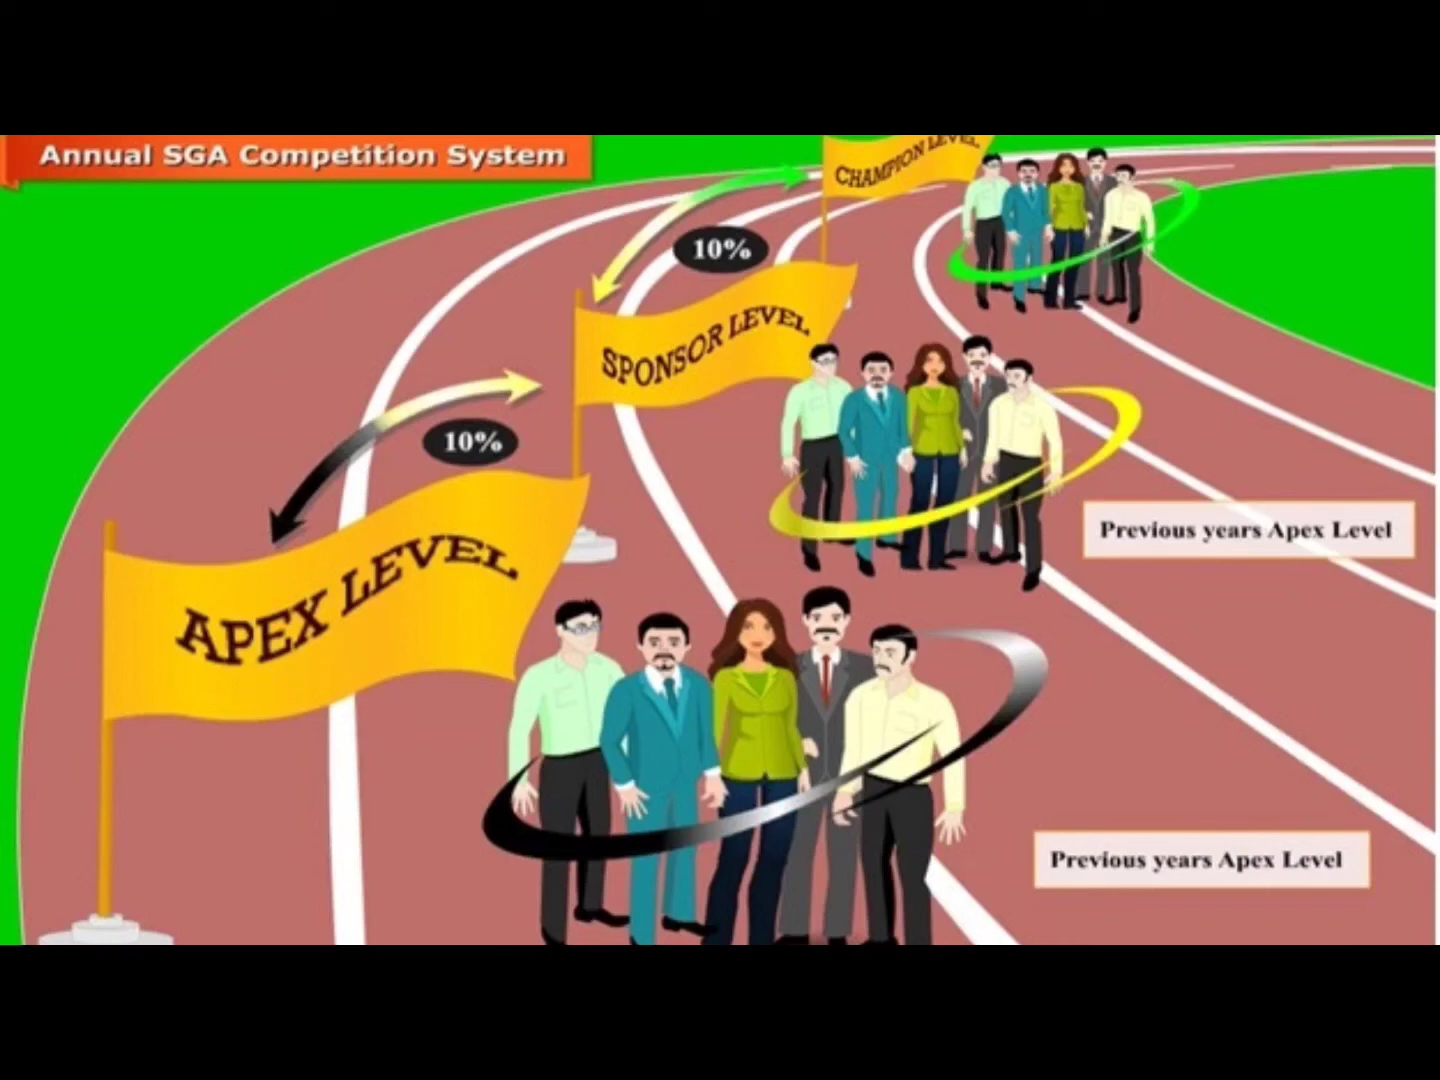 Annual SGA Competition System
CHAMPION LEVEL
10%
SPONSOR LEVEL
10%
APEX LEVEL
Previous years Apex Level
Previous years Apex Level